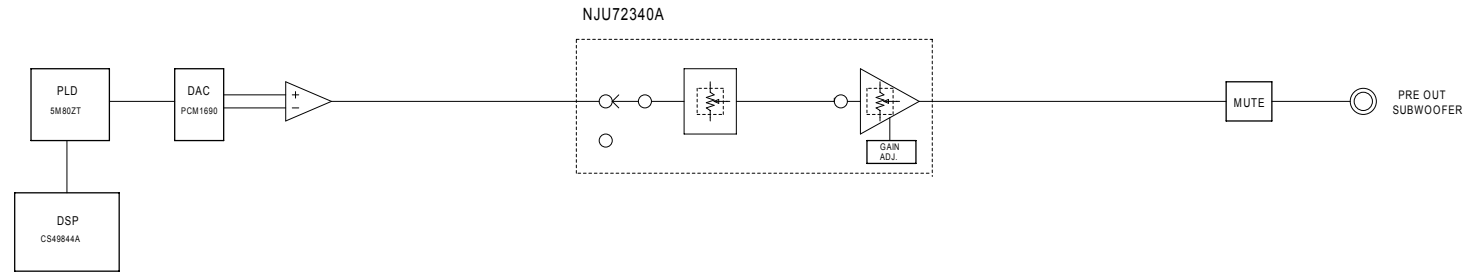 NJU72340A
PLD
5M80ZT
DAC
PCM1690
+
−
GAIN
ADJ.
MUTE
PRE OUT
SUBWOOFER
DSP
CS49844A